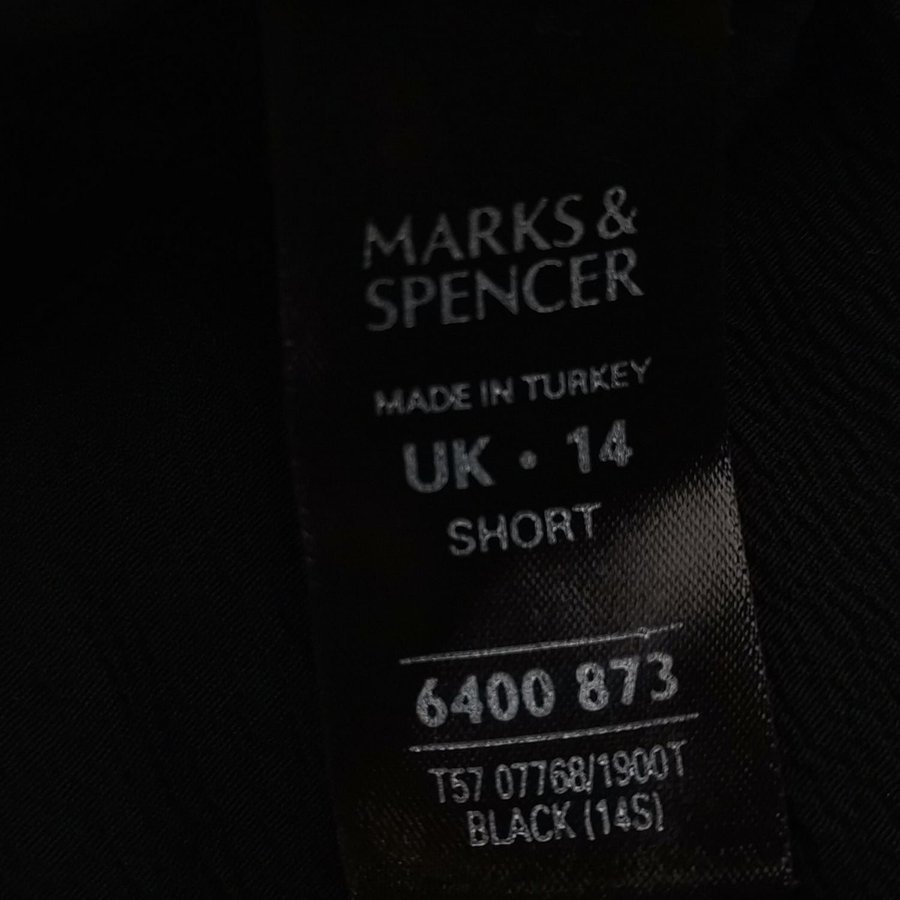 MARKS &
SPENCER
MADE IN TURKEY
UK • 14
SHORT
6400 873
T57 07768/1900T
BLACK (14S)